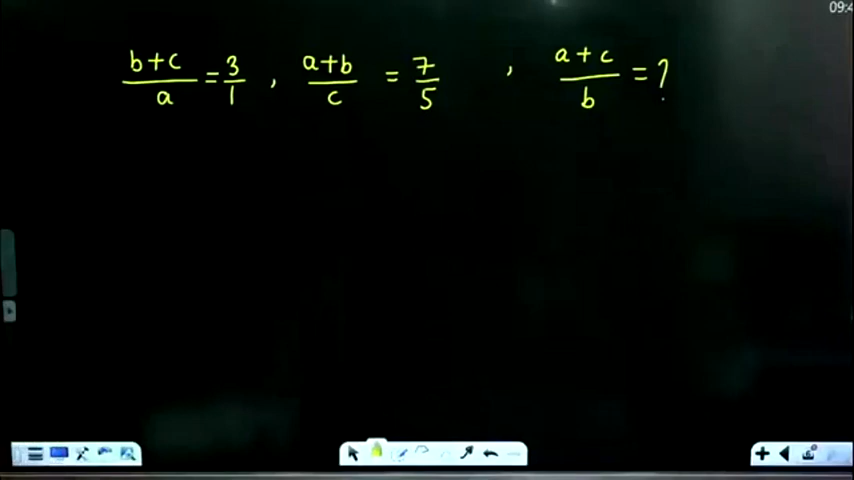 09:4
(b+c)/a = 3/1 , (a+b)/c = 7/5 , (a+c)/b = ?